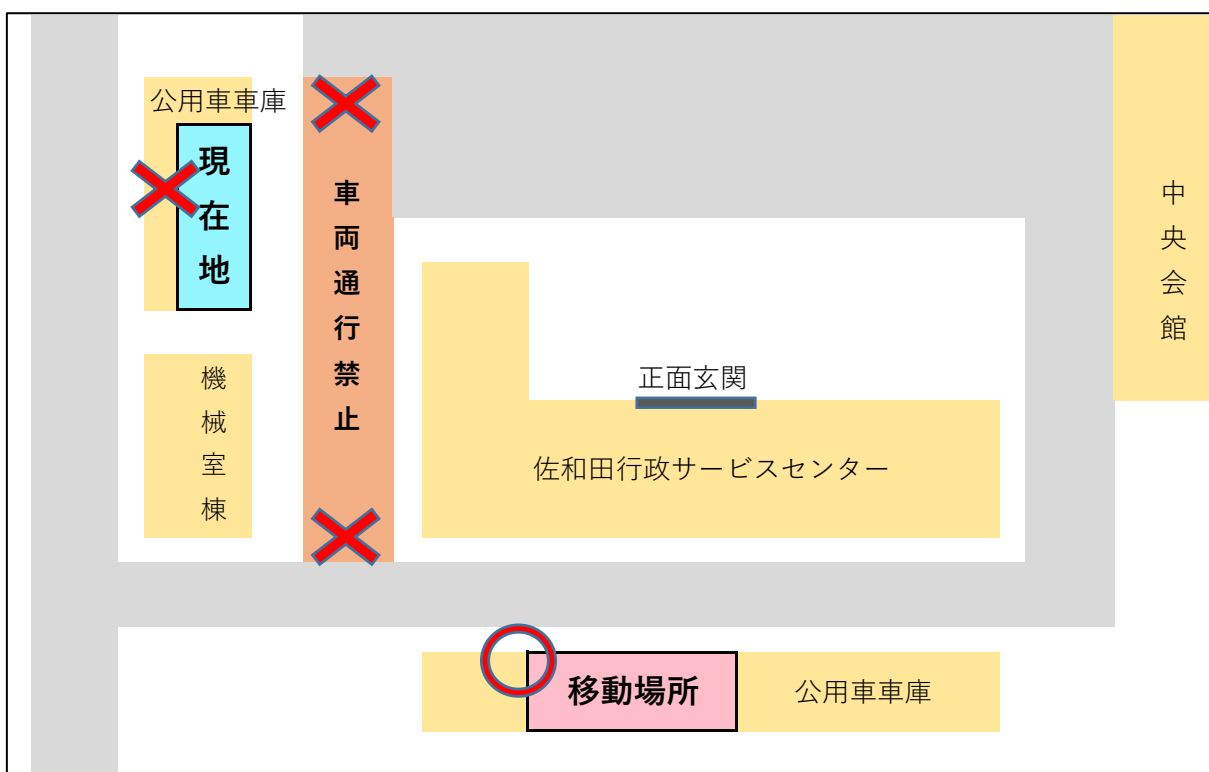 公用車車庫
現在地
車両通行禁止
中央会館
機械室棟
正面玄関
佐和田行政サービスセンター
移動場所
公用車車庫